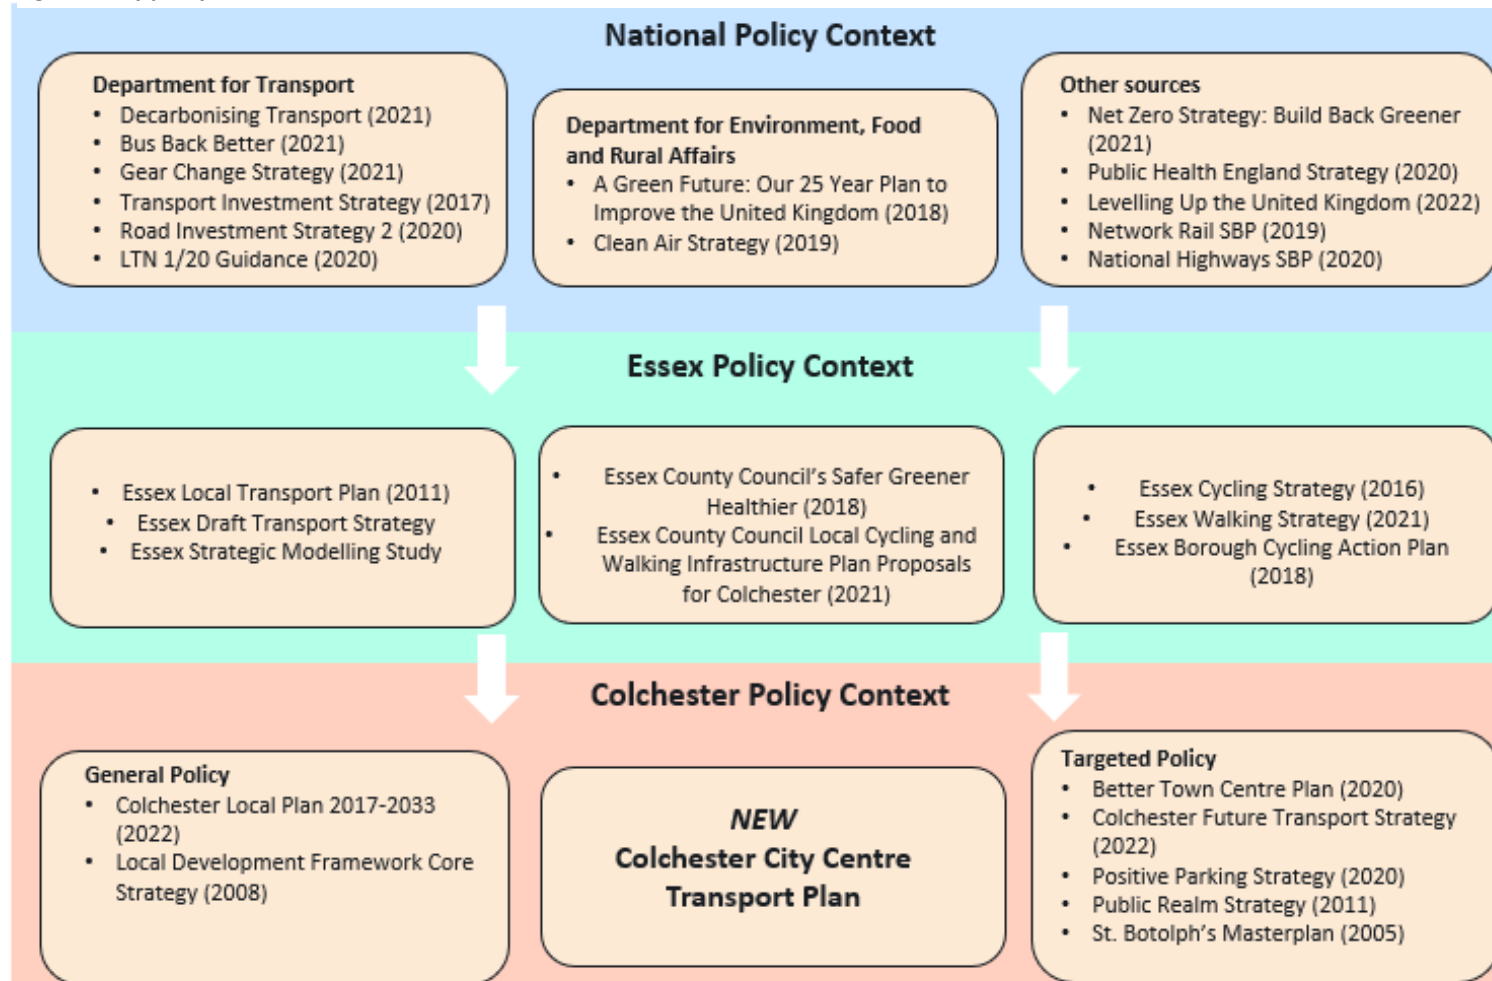 National Policy Context
Department for Transport
• Decarbonising Transport (2021)
• Bus Back Better (2021)
• Gear Change Strategy (2021)
• Transport Investment Strategy (2017)
• Road Investment Strategy 2 (2020)
• LTN 1/20 Guidance (2020)
Department for Environment, Food
and Rural Affairs
• A Green Future: Our 25 Year Plan to
Improve the United Kingdom (2018)
• Clean Air Strategy (2019)
Other sources
• Net Zero Strategy: Build Back Greener
(2021)
• Public Health England Strategy (2020)
• Levelling Up the United Kingdom (2022)
• Network Rail SBP (2019)
• National Highways SBP (2020)
Essex Policy Context
• Essex Local Transport Plan (2011)
• Essex Draft Transport Strategy
• Essex Strategic Modelling Study
• Essex County Council's Safer Greener
Healthier (2018)
• Essex County Council Local Cycling and
Walking Infrastructure Plan Proposals
for Colchester (2021)
• Essex Cycling Strategy (2016)
• Essex Walking Strategy (2021)
• Essex Borough Cycling Action Plan
(2018)
Colchester Policy Context
General Policy
• Colchester Local Plan 2017-2033
(2022)
• Local Development Framework Core
Strategy (2008)
NEW
Colchester City Centre
Transport Plan
Targeted Policy
• Better Town Centre Plan (2020)
• Colchester Future Transport Strategy
(2022)
• Positive Parking Strategy (2020)
• Public Realm Strategy (2011)
• St. Botolph's Masterplan (2005)